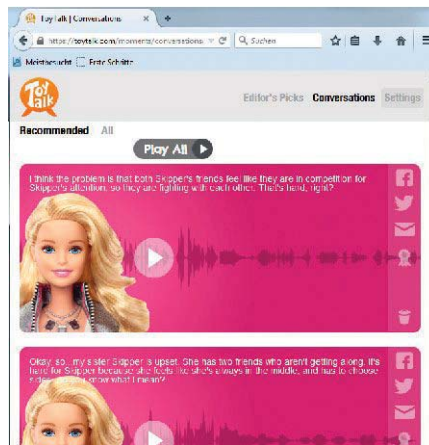 ToyTalk | Conversations
https://toytalk.com/moments/conversations
Suchen
Meistbesucht Erste Schritte
Toy Talk
Editor's Picks Conversations Settings
Recommended All
Play All
I think the problem is that both Skipper's friends feel like they are in competition for
Skipper's attention, so they are fighting with each other. That's hard, right?
Okay, so...my sister Skipper is upset. She has two friends who aren't getting along. It's
hard for Skipper because she feels like she's always in the middle, and has to choose
know what I mean?